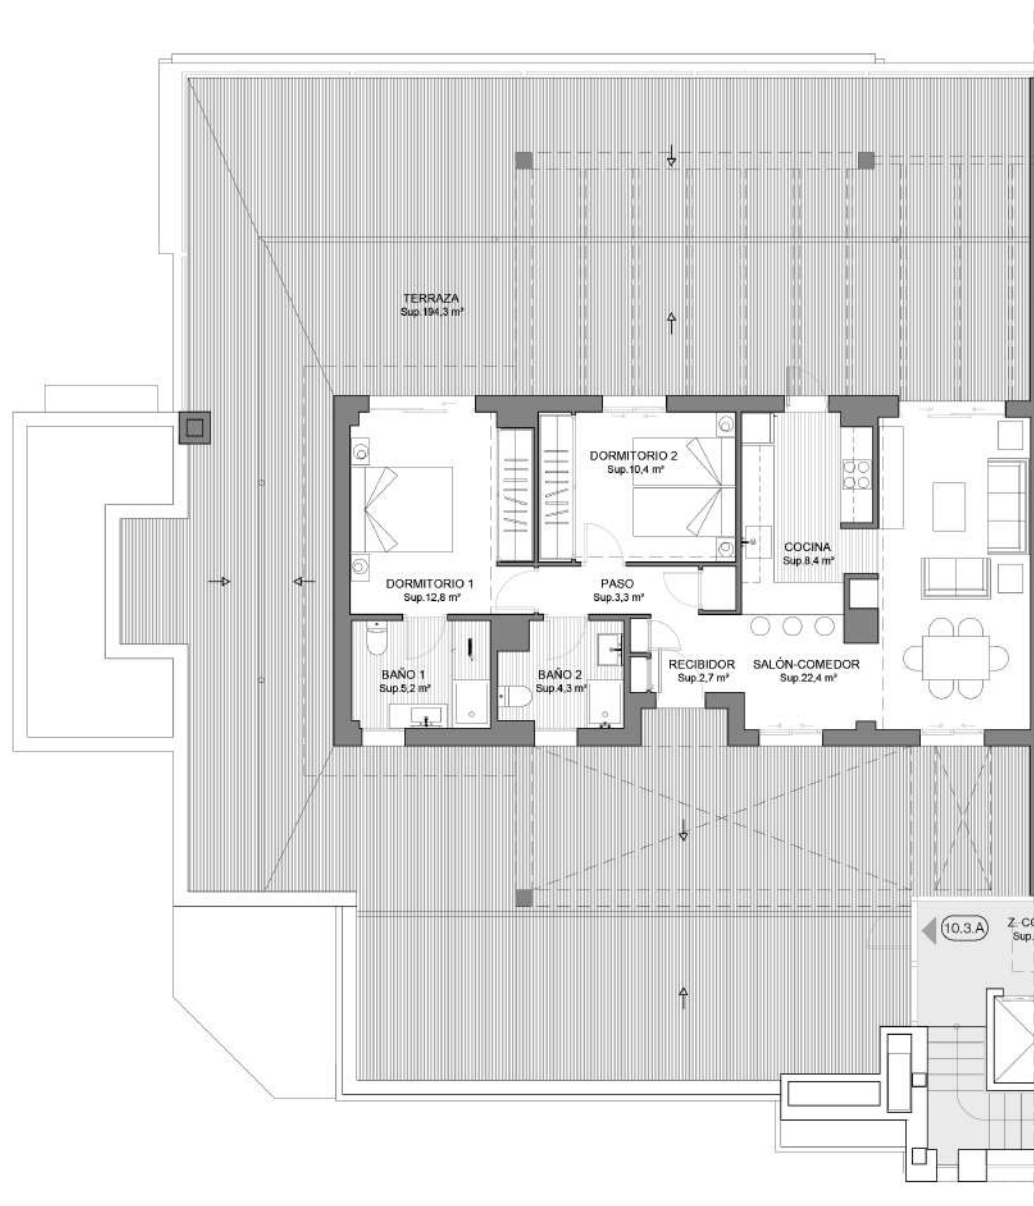 TERRAZA
Sup.194,3 m²
DORMITORIO 2
Sup.10,4 m²
COCINA
Sup.8,4 m²
DORMITORIO 1
Sup.12,8 m²
PASO
Sup.3,3 m²
BAÑO 1
Sup.5,2 m²
BAÑO 2
Sup.4,3 m²
RECIBIDOR
Sup.2,7 m²
SALÓN-COMEDOR
Sup.22,4 m²
10.3.A
Z.-CO
Sup.